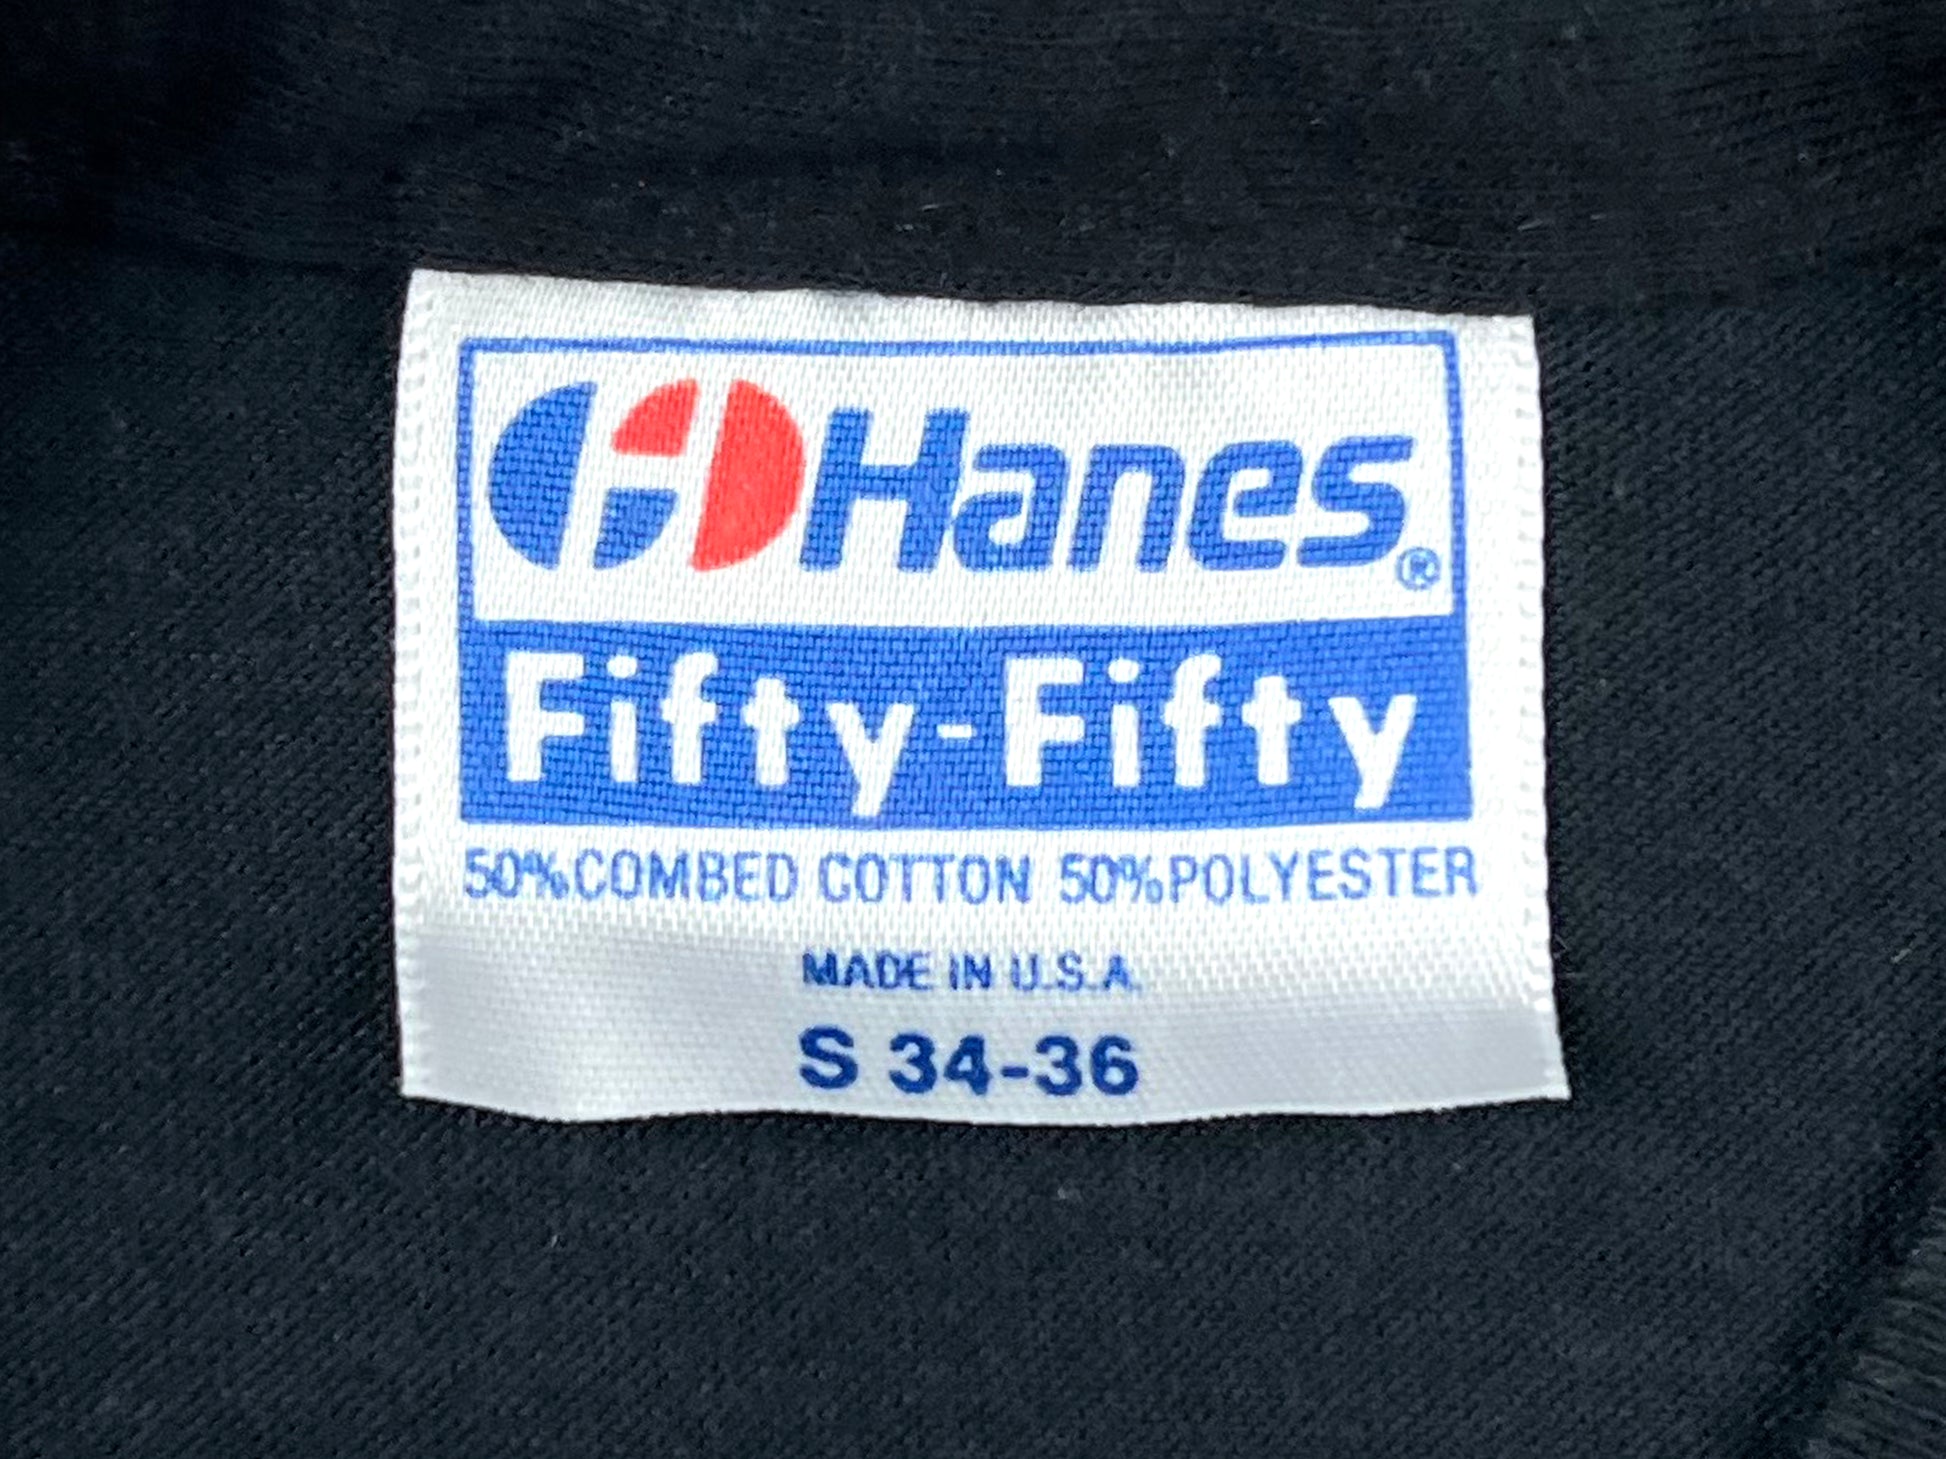 Hanes®
Fifty-Fifty
50% COMBED COTTON 50% POLYESTER
MADE IN U.S.A.
S 34-36